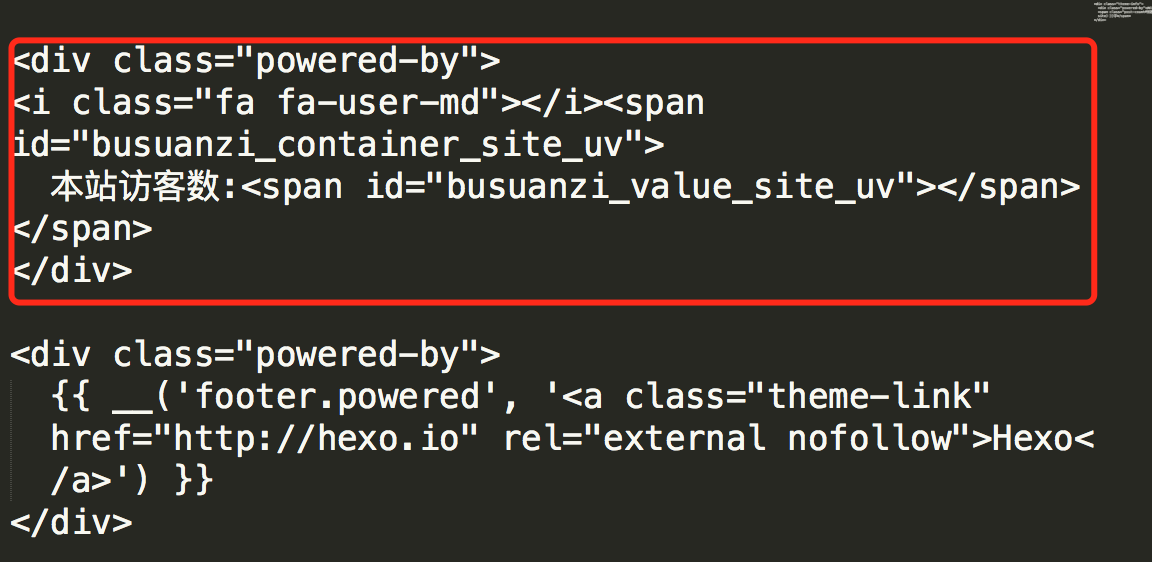 <div class="powered-by">
<i class="fa fa-user-md"></i><span
id="busuanzi_container_site_uv">
  本站访客数:<span id="busuanzi_value_site_uv"></span>
</span>
</div>

<div class="powered-by">
  {{ __('footer.powered', '<a class="theme-link"
  href="http://hexo.io" rel="external nofollow">Hexo<
  /a>') }}
</div>